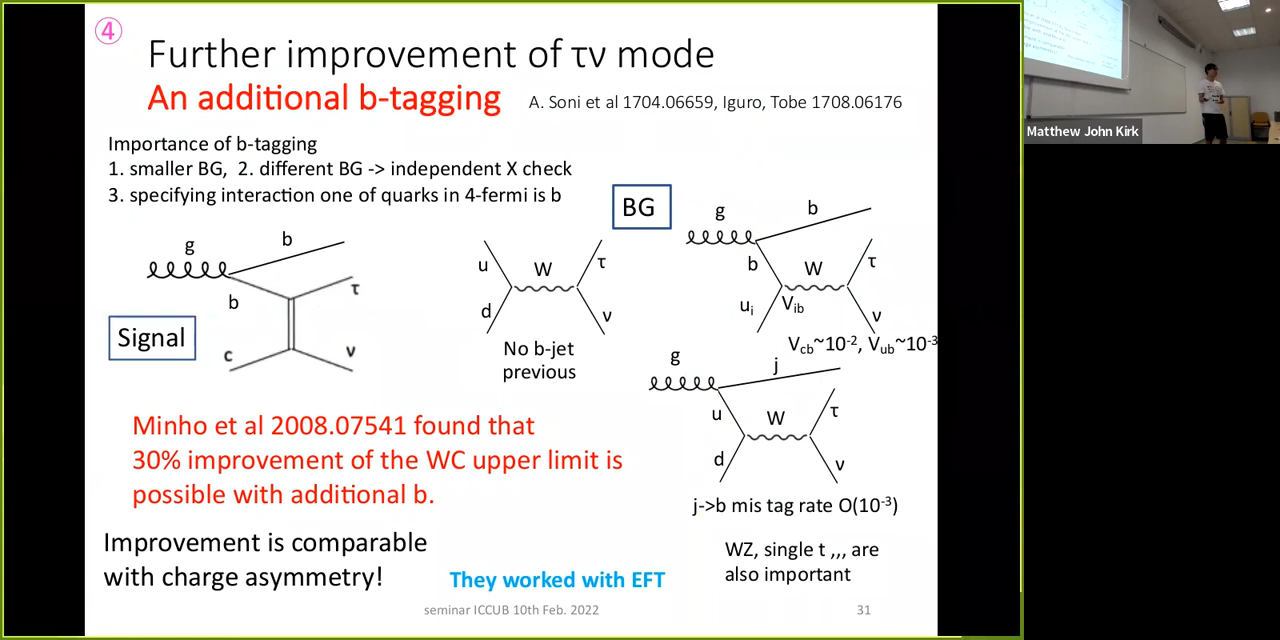 ④
Further improvement of τν mode
An additional b-tagging A. Soni et al 1704.06659, Iguro, Tobe 1708.06176
Importance of b-tagging
1. smaller BG, 2. different BG -> independent X check
3. specifying interaction one of quarks in 4-fermi is b
BG
g b
b
τ
Signal
c ν
u W τ
d ν
No b-jet
previous
g b
b W τ
uᵢ Vib ν
Vcb~10⁻², Vub~10⁻³
g j
u W τ
d ν
j->b mis tag rate O(10⁻³)
Minho et al 2008.07541 found that
30% improvement of the WC upper limit is
possible with additional b.
Improvement is comparable
with charge asymmetry!
They worked with EFT
WZ, single t ,,, are
also important
seminar ICCUB 10th Feb. 2022
31
Matthew John Kirk